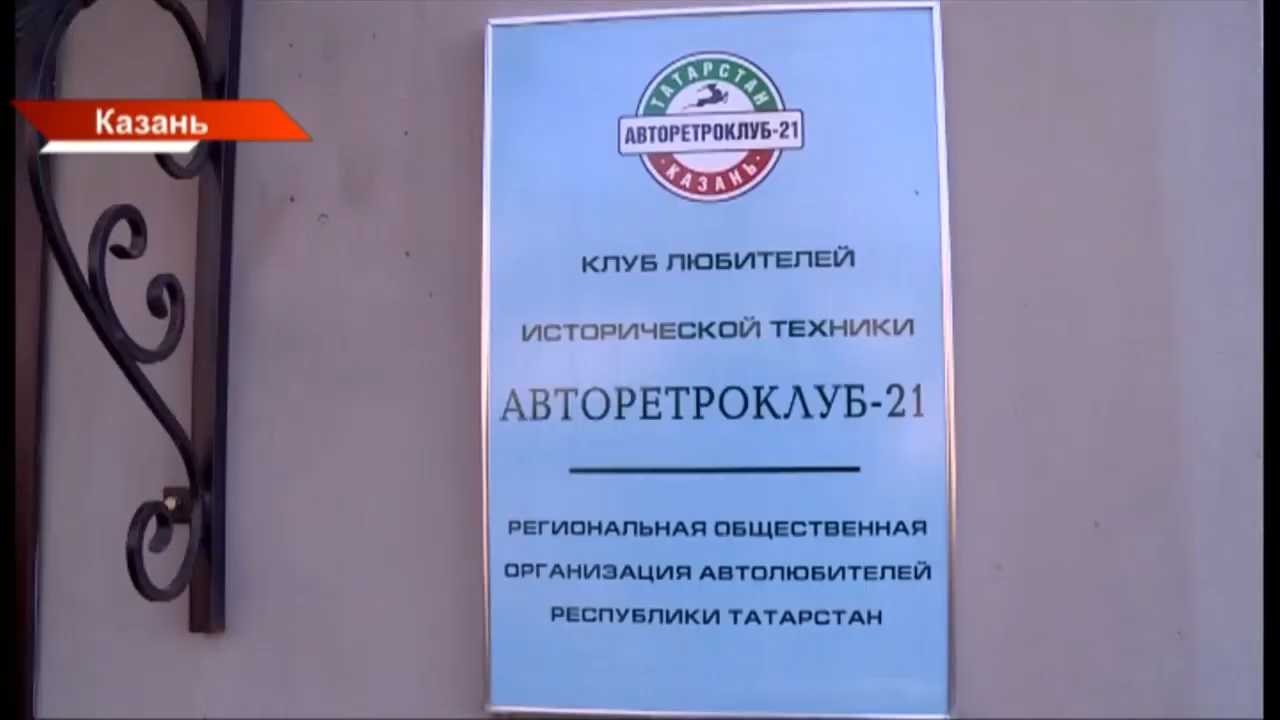 Казань
ТАТАРСТАН
АВТОРЕТРОКЛУБ-21
· КАЗАНЬ ·
КЛУБ ЛЮБИТЕЛЕЙ
ИСТОРИЧЕСКОЙ ТЕХНИКИ
АВТОРЕТРОКЛУБ-21
РЕГИОНАЛЬНАЯ ОБЩЕСТВЕННАЯ
ОРГАНИЗАЦИЯ АВТОЛЮБИТЕЛЕЙ
РЕСПУБЛИКИ ТАТАРСТАН